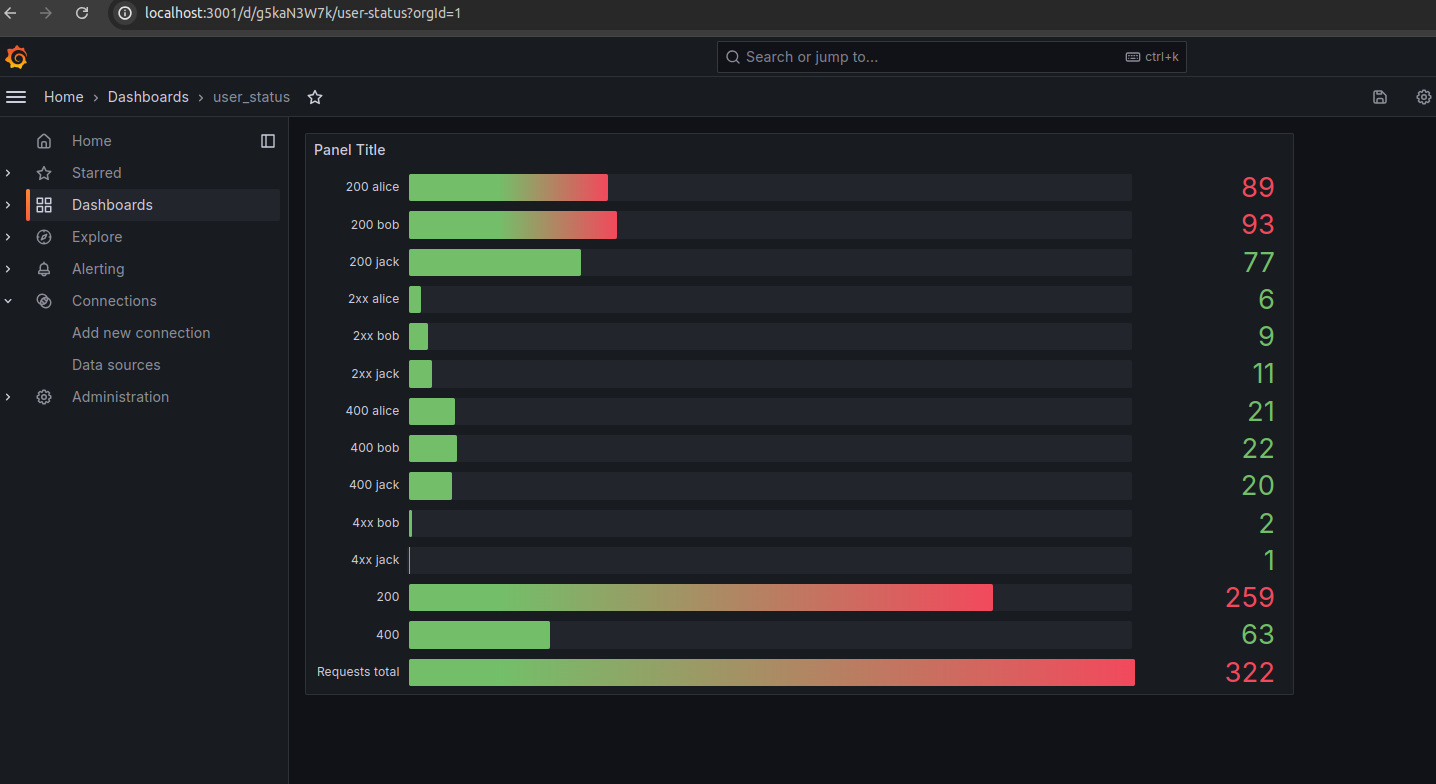 localhost:3001/d/g5kaN3W7k/user-status?orgId=1
Search or jump to...
ctrl+k
Home › Dashboards › user_status
Home
Starred
Dashboards
Explore
Alerting
Connections
Add new connection
Data sources
Administration
Panel Title
200 alice 89
200 bob 93
200 jack 77
2xx alice 6
2xx bob 9
2xx jack 11
400 alice 21
400 bob 22
400 jack 20
4xx bob 2
4xx jack 1
200 259
400 63
Requests total 322